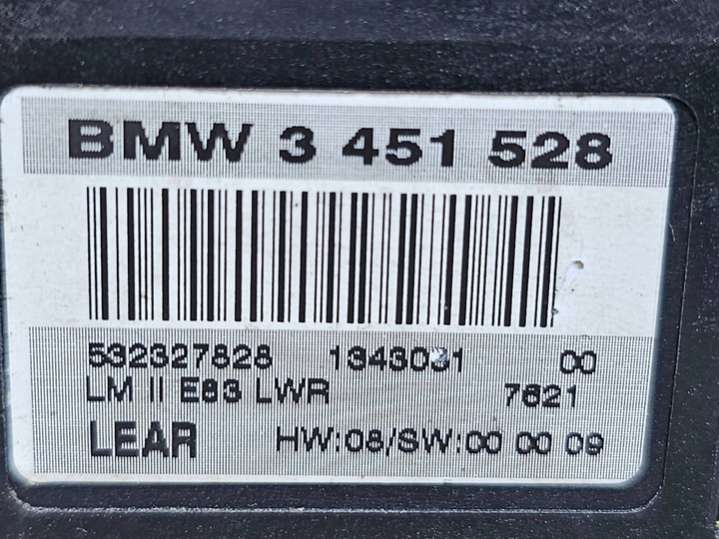 BMW 3 451 528
532327828 1343031 00
LM II E83 LWR 7621
LEAR HW:08/SW:00 00 09